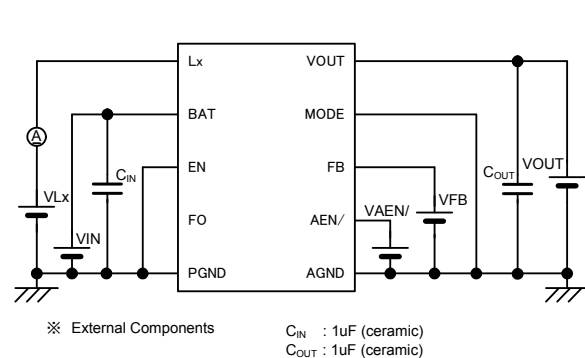 Lx VOUT
A
BAT MODE
CIN
EN FB
COUT VOUT
VLx
VFB
VAEN/
FO AEN/
VIN
PGND AGND
※ External Components
CIN : 1uF (ceramic)
COUT : 1uF (ceramic)